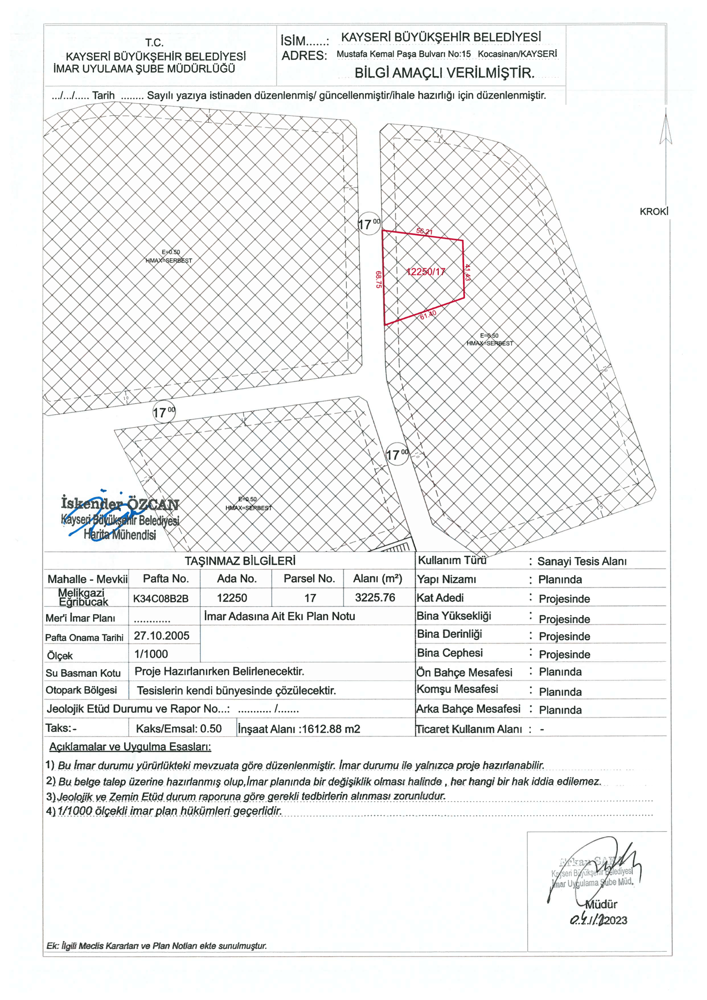 T.C.
KAYSERİ BÜYÜKŞEHİR BELEDİYESİ
İMAR UYULAMA ŞUBE MÜDÜRLÜĞÜ
İSİM......: KAYSERİ BÜYÜKŞEHİR BELEDİYESİ
ADRES: Mustafa Kemal Paşa Bulvarı No:15 Kocasinan/KAYSERİ
BİLGİ AMAÇLI VERİLMİŞTİR.
.../.../..... Tarih ........ Sayılı yazıya istinaden düzenlenmiş/ güncellenmiştir/ihale hazırlığı için düzenlenmiştir.
10
10
10
KROKİ
17 00
56.21
E=0.50
HMAX=SERBEST
12250/17
41.43
68.75
61.40
E=0.50
HMAX=SERBEST
10
10
17 00
10
17 00
10
10
10
E=0.50
HMAX=SERBEST
15
İskender ÖZCAN
Kayseri Büyükşehir Belediyesi
Harita Mühendisi
TAŞINMAZ BİLGİLERİ
Mahalle - Mevkii Pafta No. Ada No. Parsel No. Alanı (m²)
Melikgazi
Eğribucak K34C08B2B 12250 17 3225.76
Mer'i İmar Planı ............ İmar Adasına Ait Ekı Plan Notu
Pafta Onama Tarihi 27.10.2005
Ölçek 1/1000
Su Basman Kotu Proje Hazırlanırken Belirlenecektir.
Otopark Bölgesi Tesislerin kendi bünyesinde çözülecektir.
Jeolojik Etüd Durumu ve Rapor No...: ........... /.......
Taks:- Kaks/Emsal: 0.50 İnşaat Alanı :1612.88 m2
Kullanım Türü : Sanayi Tesis Alanı
Yapı Nizamı : Planında
Kat Adedi : Projesinde
Bina Yüksekliği : Projesinde
Bina Derinliği : Projesinde
Bina Cephesi : Projesinde
Ön Bahçe Mesafesi : Planında
Komşu Mesafesi : Planında
Arka Bahçe Mesafesi : Planında
Ticaret Kullanım Alanı : -
Açıklamalar ve Uygulma Esasları:
1) Bu İmar durumu yürürlükteki mevzuata göre düzenlenmiştir. İmar durumu ile yalnızca proje hazırlanabilir.
2) Bu belge talep üzerine hazırlanmış olup,İmar planında bir değişiklik olması halinde , her hangi bir hak iddia edilemez.
3)Jeolojik ve Zemin Etüd durum raporuna göre gerekli tedbirlerin alınması zorunludur.
4)1/1000 ölçekli imar plan hükümleri geçerlidir.
Erkan
Kayseri Büyükşehir Belediyesi
İmar Uygulama Şube Müd.
Müdür
04/12/2023
Ek: İlgili Meclis Kararları ve Plan Notları ekte sunulmuştur.